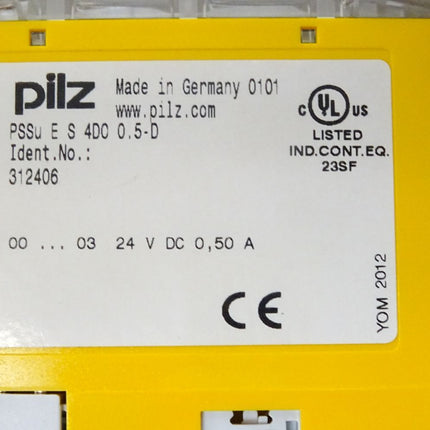 pilz Made in Germany 0101
www.pilz.com
PSSu E S 4DO 0.5-D
Ident.No.:
312406
00 ... 03 24 V DC 0,50 A
c UL US
LISTED
IND.CONT.EQ.
23SF
CE
YOM 2012